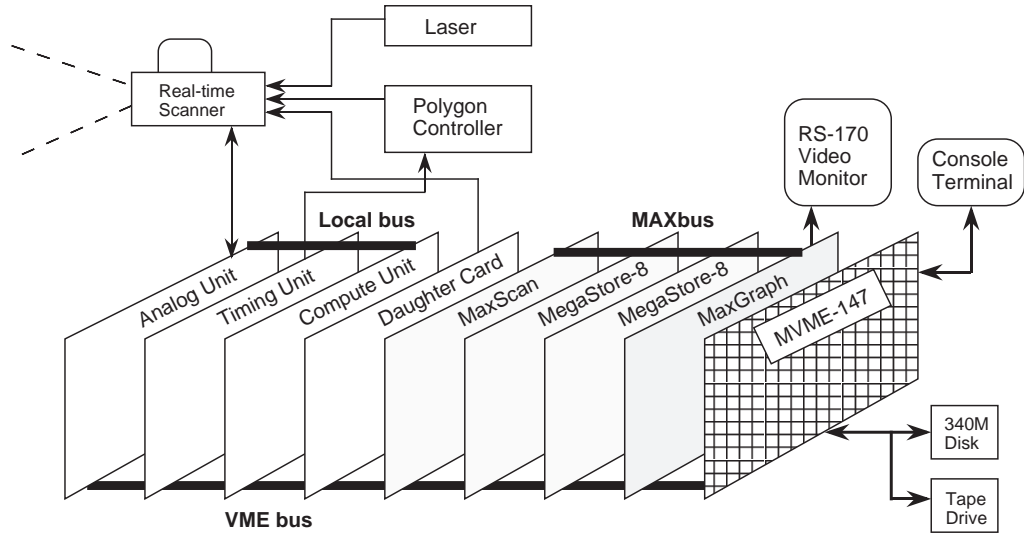 Laser
Real-time
Scanner
Polygon
Controller
RS-170
Video
Monitor
Console
Terminal
Local bus
MAXbus
Analog Unit
Timing Unit
Compute Unit
Daughter Card
MaxScan
MegaStore-8
MegaStore-8
MaxGraph
MVME-147
340M
Disk
Tape
Drive
VME bus